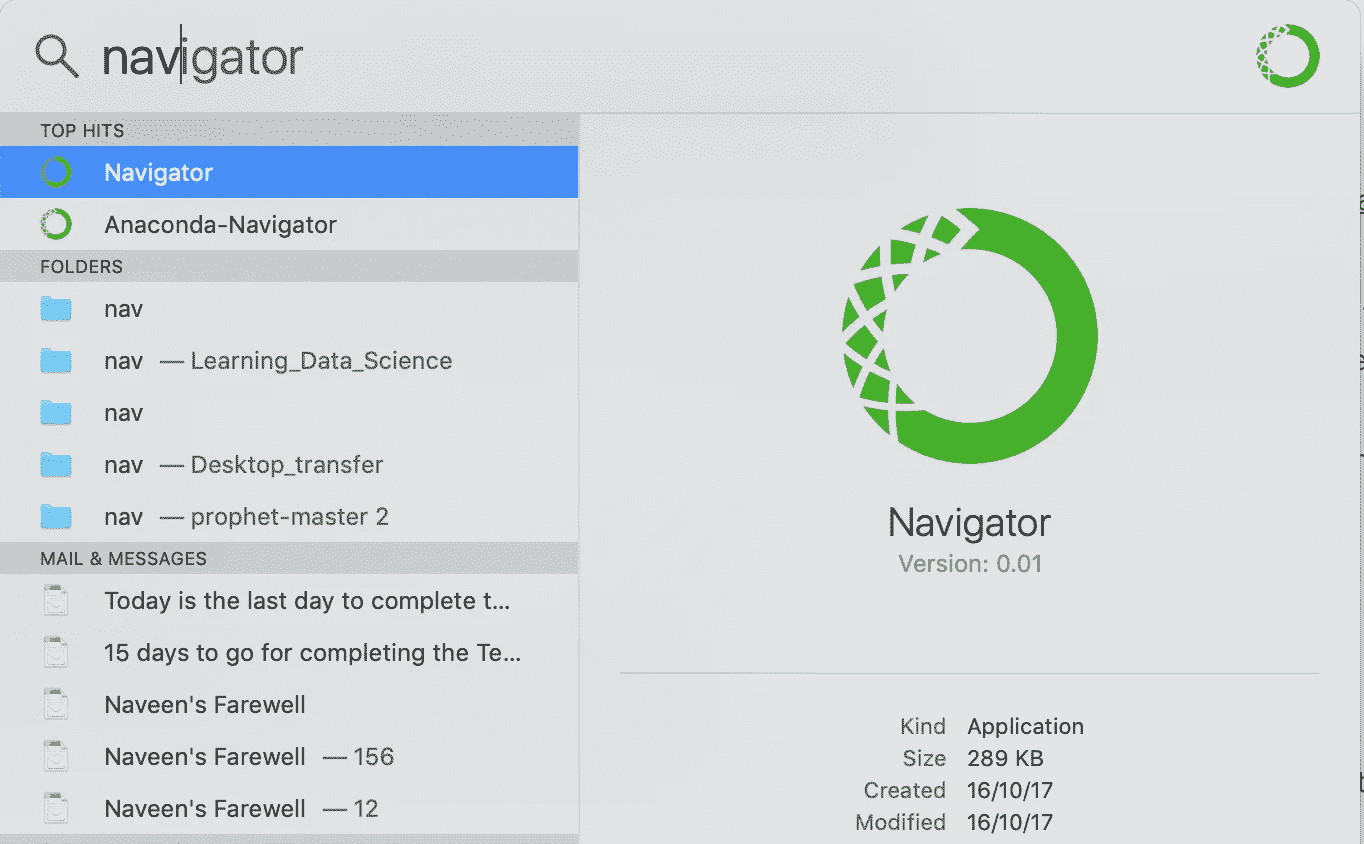 navigator
TOP HITS
Navigator
Anaconda-Navigator
FOLDERS
nav
nav — Learning_Data_Science
nav
nav — Desktop_transfer
nav — prophet-master 2
MAIL & MESSAGES
Today is the last day to complete t...
15 days to go for completing the Te...
Naveen's Farewell
Naveen's Farewell — 156
Naveen's Farewell — 12
Navigator
Version: 0.01
Kind Application
Size 289 KB
Created 16/10/17
Modified 16/10/17